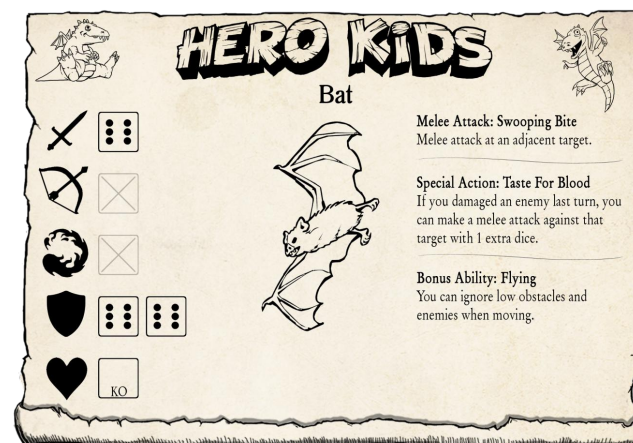 HERO KIDS
Bat
Melee Attack: Swooping Bite
Melee attack at an adjacent target.
Special Action: Taste For Blood
If you damaged an enemy last turn, you
can make a melee attack against that
target with 1 extra dice.
Bonus Ability: Flying
You can ignore low obstacles and
enemies when moving.
KO